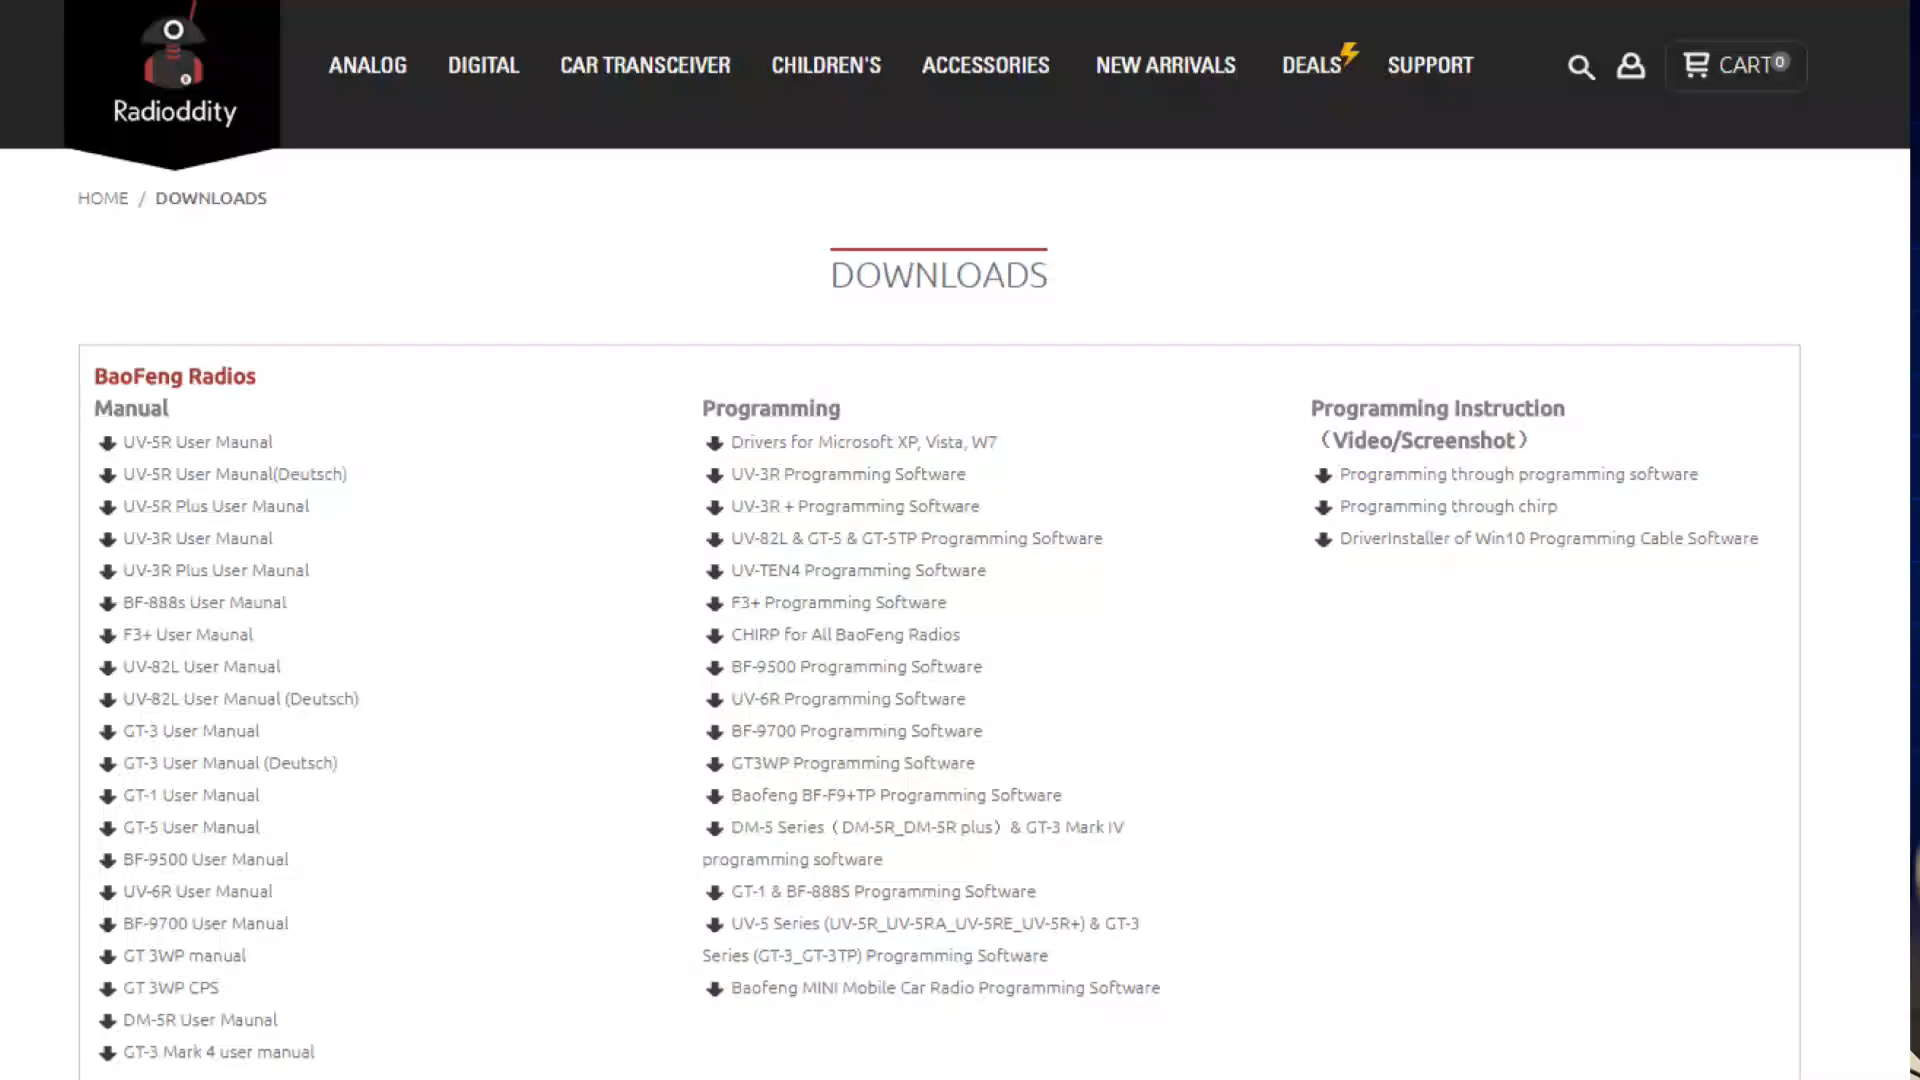 Radioddity
ANALOG DIGITAL CAR TRANSCEIVER CHILDREN'S ACCESSORIES NEW ARRIVALS DEALS SUPPORT CART 0
HOME / DOWNLOADS
DOWNLOADS
BaoFeng Radios
Manual
UV-5R User Maunal
UV-5R User Maunal(Deutsch)
UV-5R Plus User Maunal
UV-3R User Maunal
UV-3R Plus User Maunal
BF-888s User Maunal
F3+ User Maunal
UV-82L User Manual
UV-82L User Manual (Deutsch)
GT-3 User Manual
GT-3 User Manual (Deutsch)
GT-1 User Manual
GT-5 User Manual
BF-9500 User Manual
UV-6R User Manual
BF-9700 User Manual
GT 3WP manual
GT 3WP CPS
DM-5R User Maunal
GT-3 Mark 4 user manual
Programming
Drivers for Microsoft XP, Vista, W7
UV-3R Programming Software
UV-3R + Programming Software
UV-82L & GT-5 & GT-5TP Programming Software
UV-TEN4 Programming Software
F3+ Programming Software
CHIRP for All BaoFeng Radios
BF-9500 Programming Software
UV-6R Programming Software
BF-9700 Programming Software
GT3WP Programming Software
Baofeng BF-F9+TP Programming Software
DM-5 Series（DM-5R_DM-5R plus）& GT-3 Mark IV
programming software
GT-1 & BF-888S Programming Software
UV-5 Series (UV-5R_UV-5RA_UV-5RE_UV-5R+) & GT-3
Series (GT-3_GT-3TP) Programming Software
Baofeng MINI Mobile Car Radio Programming Software
Programming Instruction
（Video/Screenshot）
Programming through programming software
Programming through chirp
DriverInstaller of Win10 Programming Cable Software